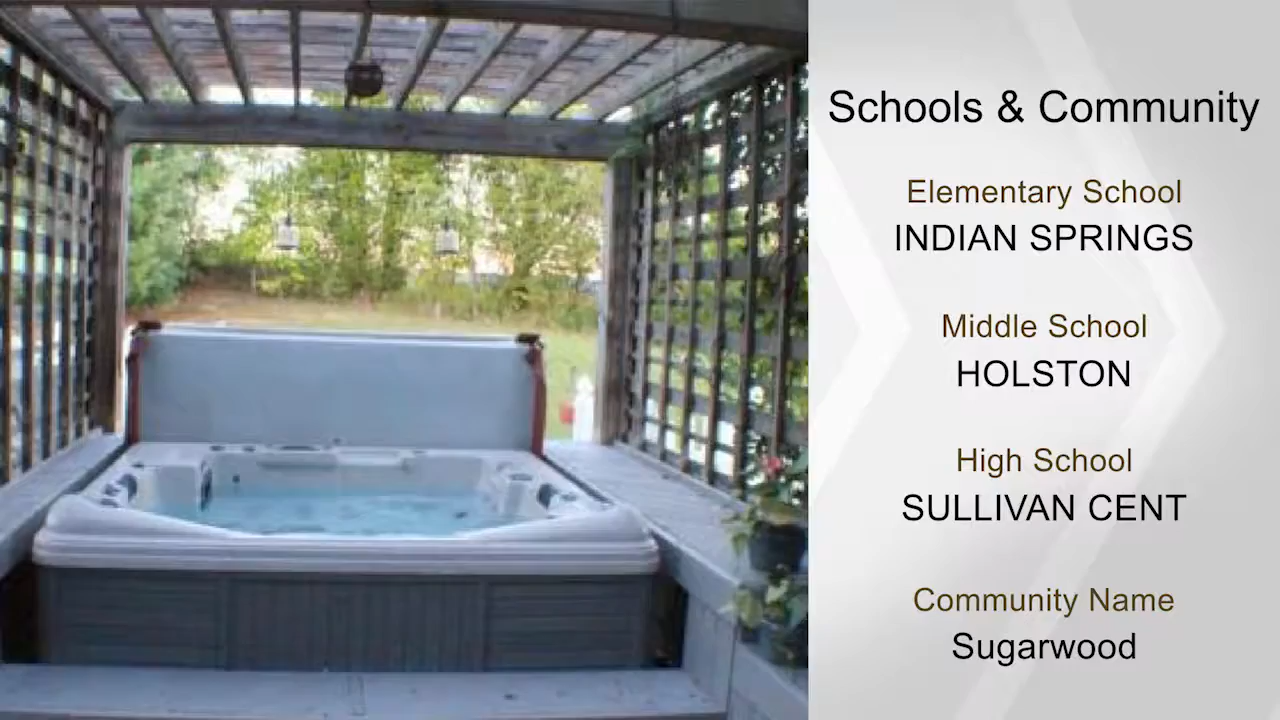 Schools & Community
Elementary School
INDIAN SPRINGS
Middle School
HOLSTON
High School
SULLIVAN CENT
Community Name
Sugarwood